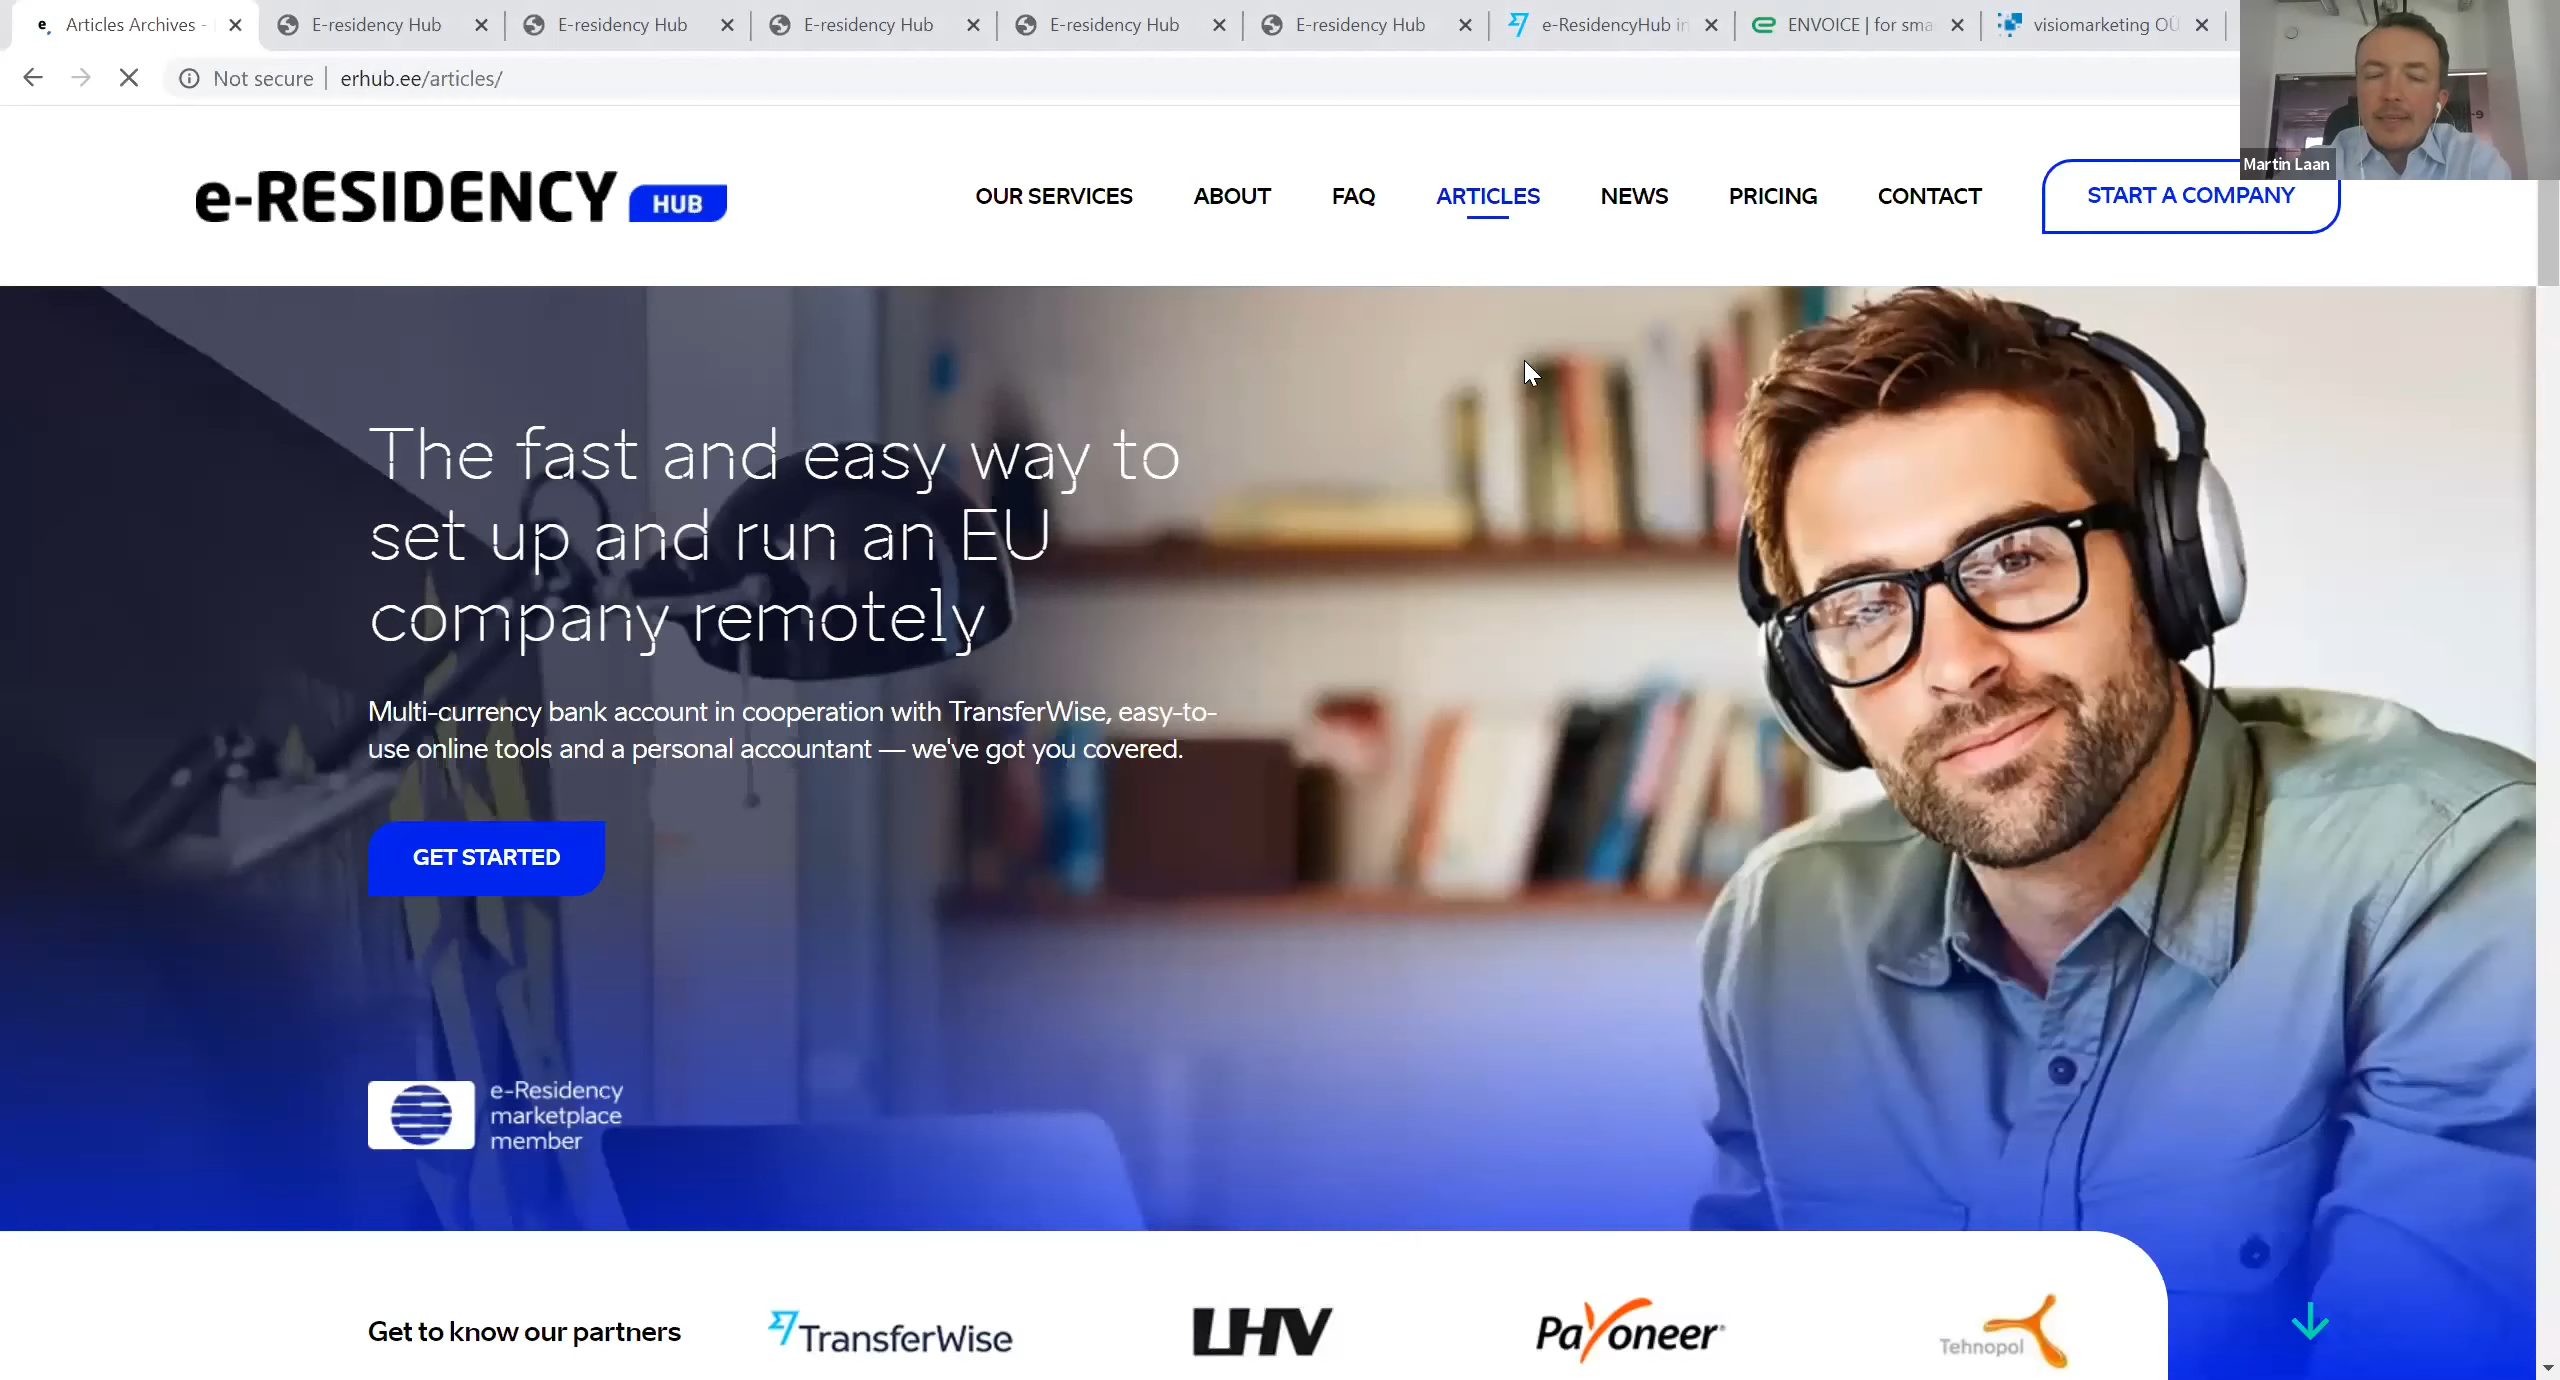 Articles Archives -
E-residency Hub
E-residency Hub
E-residency Hub
E-residency Hub
E-residency Hub
e-ResidencyHub in
ENVOICE | for sma
visiomarketing OÜ
Not secure
erhub.ee/articles/
Martin Laan
e-RESIDENCY HUB
OUR SERVICES
ABOUT
FAQ
ARTICLES
NEWS
PRICING
CONTACT
START A COMPANY
The fast and easy way to
set up and run an EU
company remotely
Multi-currency bank account in cooperation with TransferWise, easy-to-
use online tools and a personal accountant — we've got you covered.
GET STARTED
e-Residency
marketplace
member
Get to know our partners
TransferWise
LHV
Payoneer
Tehnopol